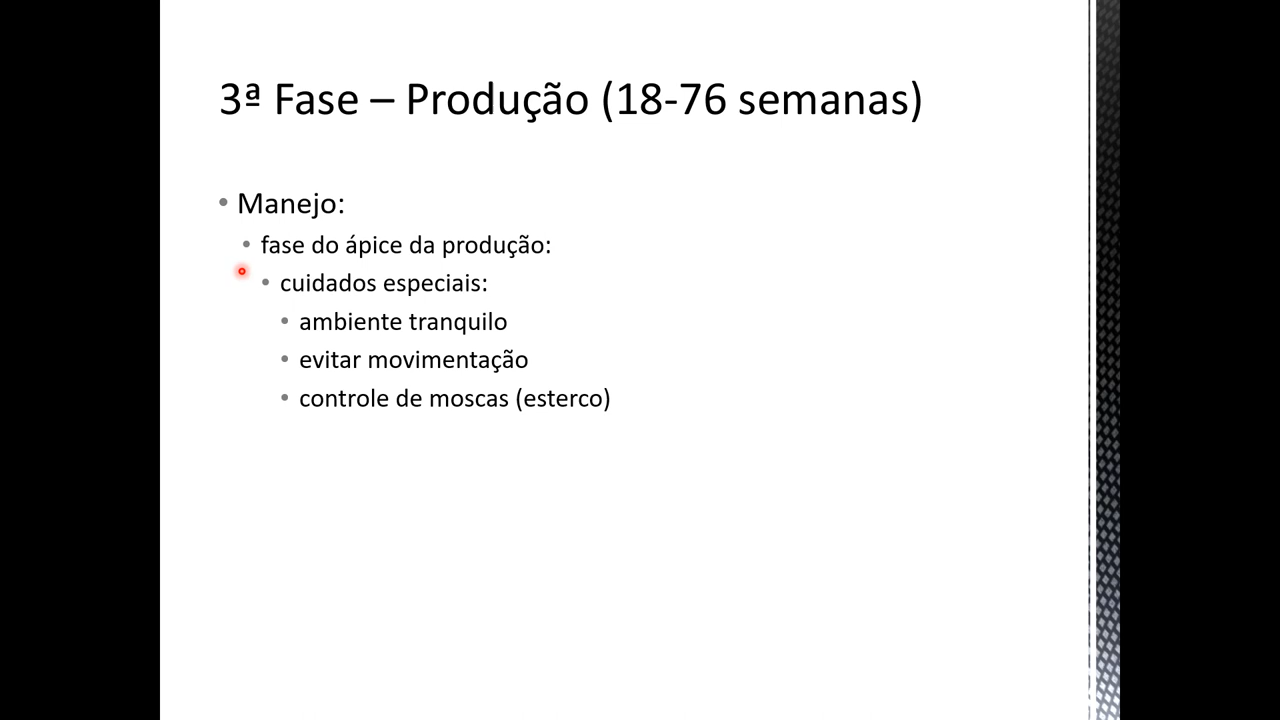 3ª Fase – Produção (18-76 semanas)
• Manejo:
• fase do ápice da produção:
• cuidados especiais:
• ambiente tranquilo
• evitar movimentação
• controle de moscas (esterco)